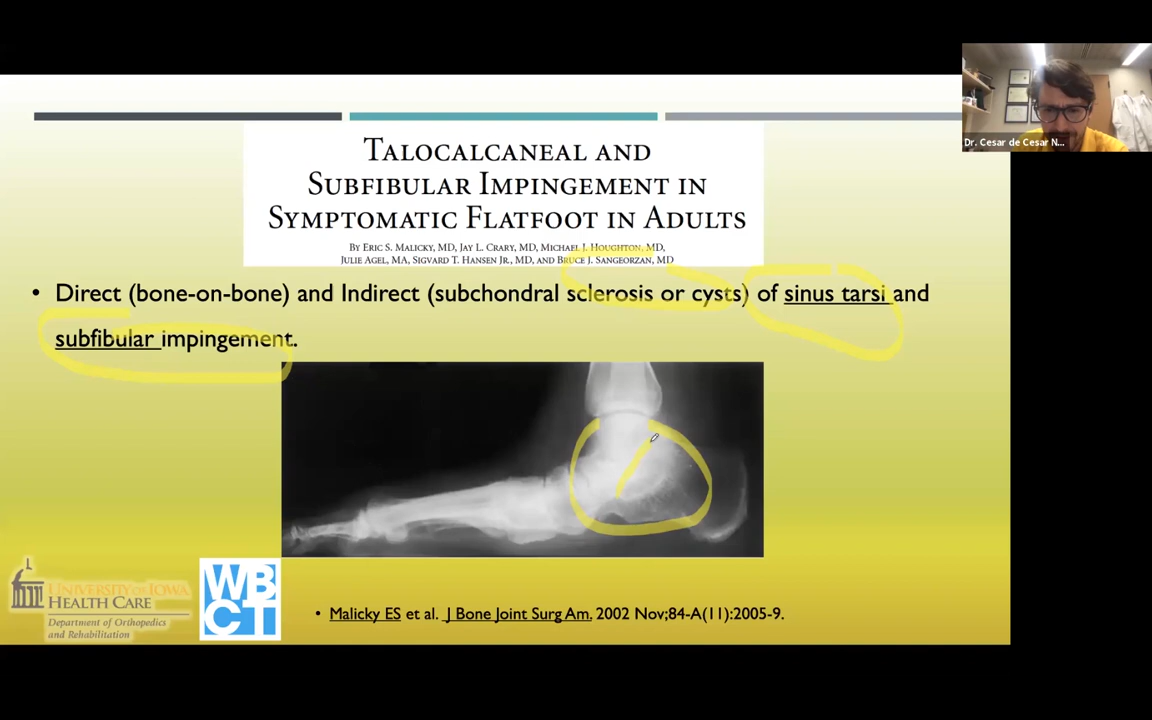 TALOCALCANEAL AND
SUBFIBULAR IMPINGEMENT IN
SYMPTOMATIC FLATFOOT IN ADULTS
BY ERIC S. MALICKY, MD, JAY L. CRARY, MD, MICHAEL J. HOUGHTON, MD,
JULIE AGEL, MA, SIGVARD T. HANSEN JR., MD, AND BRUCE J. SANGEORZAN, MD
Dr. Cesar de Cesar N...
• Direct (bone-on-bone) and Indirect (subchondral sclerosis or cysts) of sinus tarsi and
subfibular impingement.
UNIVERSITY OF IOWA
HEALTH CARE
Department of Orthopedics
and Rehabilitation
WB
CT
• Malicky ES et al. J Bone Joint Surg Am. 2002 Nov;84-A(11):2005-9.